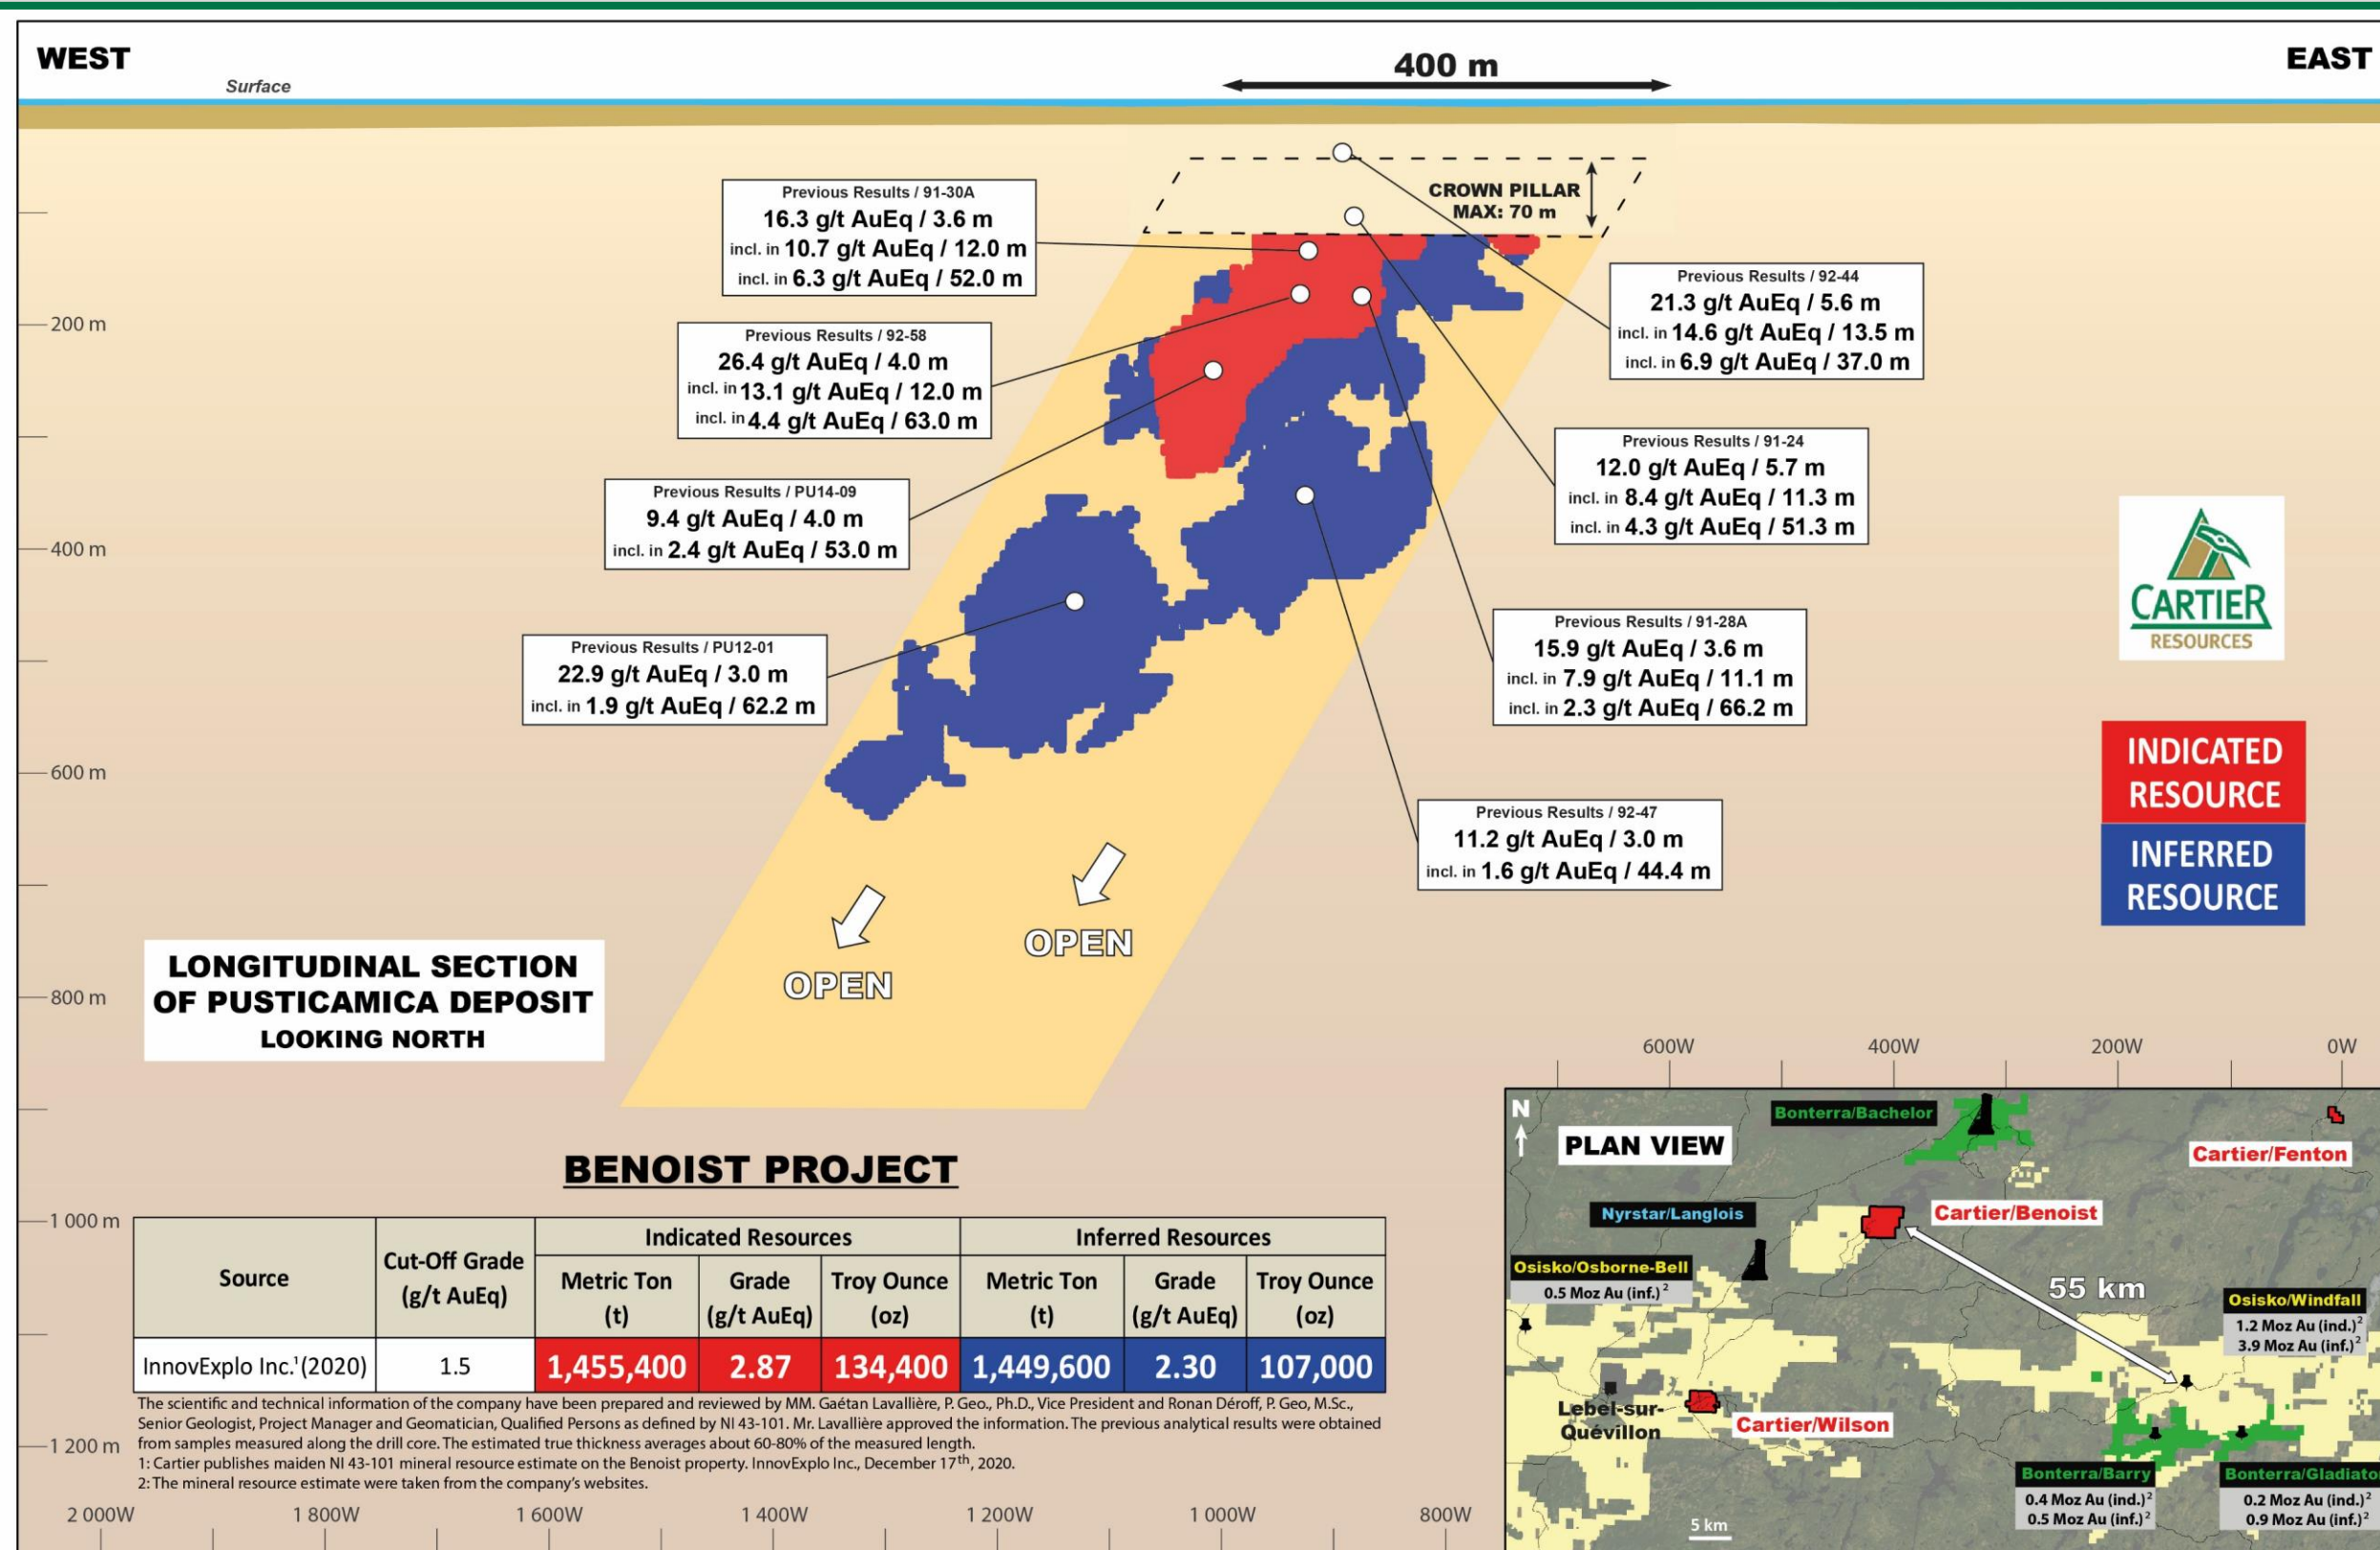 WEST
Surface
400 m
EAST
CROWN PILLAR
MAX: 70 m
Previous Results / 91-30A
16.3 g/t AuEq / 3.6 m
incl. in 10.7 g/t AuEq / 12.0 m
incl. in 6.3 g/t AuEq / 52.0 m
Previous Results / 92-44
21.3 g/t AuEq / 5.6 m
incl. in 14.6 g/t AuEq / 13.5 m
incl. in 6.9 g/t AuEq / 37.0 m
200 m
Previous Results / 92-58
26.4 g/t AuEq / 4.0 m
incl. in 13.1 g/t AuEq / 12.0 m
incl. in 4.4 g/t AuEq / 63.0 m
Previous Results / 91-24
12.0 g/t AuEq / 5.7 m
incl. in 8.4 g/t AuEq / 11.3 m
incl. in 4.3 g/t AuEq / 51.3 m
Previous Results / PU14-09
9.4 g/t AuEq / 4.0 m
incl. in 2.4 g/t AuEq / 53.0 m
400 m
CARTIER
RESOURCES
Previous Results / PU12-01
22.9 g/t AuEq / 3.0 m
incl. in 1.9 g/t AuEq / 62.2 m
Previous Results / 91-28A
15.9 g/t AuEq / 3.6 m
incl. in 7.9 g/t AuEq / 11.1 m
incl. in 2.3 g/t AuEq / 66.2 m
600 m
INDICATED
RESOURCE
INFERRED
RESOURCE
Previous Results / 92-47
11.2 g/t AuEq / 3.0 m
incl. in 1.6 g/t AuEq / 44.4 m
OPEN
OPEN
LONGITUDINAL SECTION
OF PUSTICAMICA DEPOSIT
LOOKING NORTH
800 m
600W 400W 200W 0W
BENOIST PROJECT
1 000 m
Source
Cut-Off Grade
(g/t AuEq)
Indicated Resources
Inferred Resources
Metric Ton
(t)
Grade
(g/t AuEq)
Troy Ounce
(oz)
Metric Ton
(t)
Grade
(g/t AuEq)
Troy Ounce
(oz)
InnovExplo Inc.¹(2020) 1.5 1,455,400 2.87 134,400 1,449,600 2.30 107,000
The scientific and technical information of the company have been prepared and reviewed by MM. Gaétan Lavallière, P. Geo., Ph.D., Vice President and Ronan Déroff, P. Geo, M.Sc.,
Senior Geologist, Project Manager and Geomatician, Qualified Persons as defined by NI 43-101. Mr. Lavallière approved the information. The previous analytical results were obtained
from samples measured along the drill core. The estimated true thickness averages about 60-80% of the measured length.
1: Cartier publishes maiden NI 43-101 mineral resource estimate on the Benoist property. InnovExplo Inc., December 17th, 2020.
2: The mineral resource estimate were taken from the company's websites.
1 200 m
2 000W 1 800W 1 600W 1 400W 1 200W 1 000W 800W
N
PLAN VIEW
Bonterra/Bachelor
Cartier/Fenton
Nyrstar/Langlois
Cartier/Benoist
Osisko/Osborne-Bell
0.5 Moz Au (inf.)²
55 km
Osisko/Windfall
1.2 Moz Au (ind.)²
3.9 Moz Au (inf.)²
Lebel-sur-
Quévillon
Cartier/Wilson
Bonterra/Barry
0.4 Moz Au (ind.)²
0.5 Moz Au (inf.)²
Bonterra/Gladiato
0.2 Moz Au (ind.)²
0.9 Moz Au (inf.)²
5 km